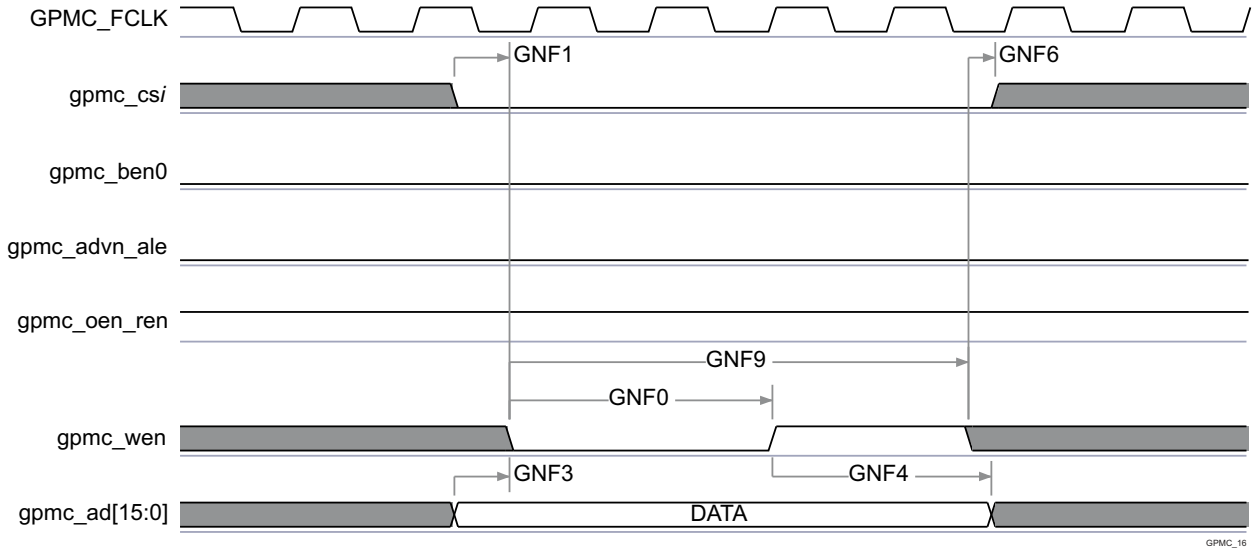 GPMC_FCLK
GNF1
GNF6
gpmc_csi
gpmc_ben0
gpmc_advn_ale
gpmc_oen_ren
GNF9
GNF0
gpmc_wen
GNF3
GNF4
gpmc_ad[15:0]
DATA
GPMC_16